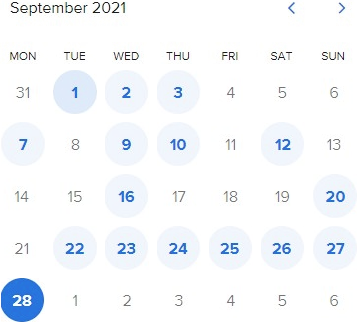 September 2021
MON TUE WED THU FRI SAT SUN
31 1 2 3 4 5 6
7 8 9 10 11 12 13
14 15 16 17 18 19 20
21 22 23 24 25 26 27
28 1 2 3 4 5 6